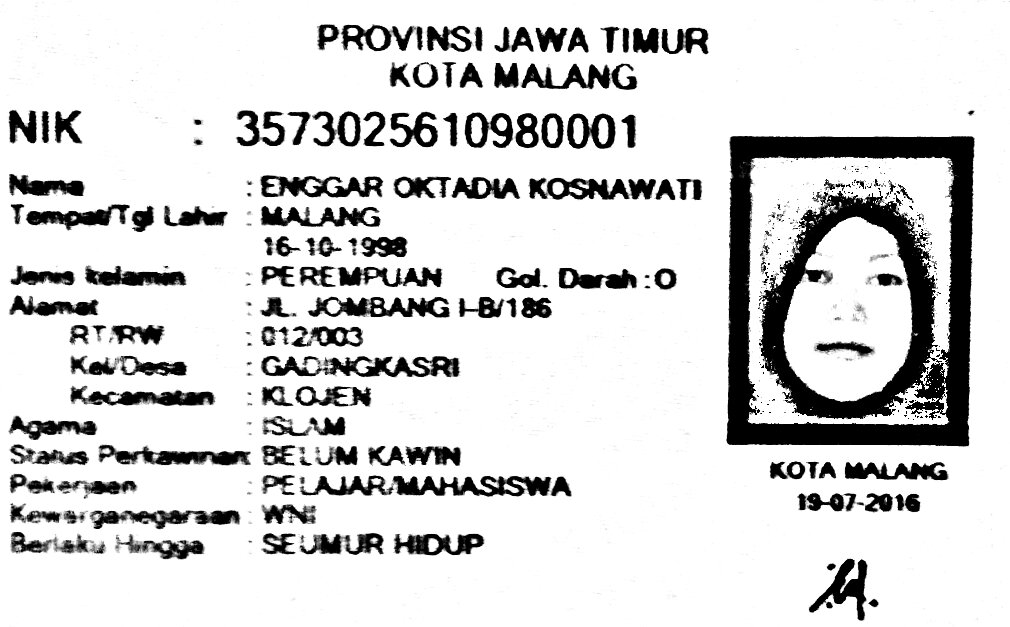 PROVINSI JAWA TIMUR
KOTA MALANG
NIK : 3573025610980001
Nama : ENGGAR OKTADIA KOSNAWATI
Tempat/Tgl Lahir : MALANG
16-10-1998
Jenis kelamin : PEREMPUAN Gol. Darah : O
Alamat : JL. JOMBANG I-B/186
RT/RW : 012/003
Kel/Desa : GADINGKASRI
Kecamatan : KLOJEN
Agama : ISLAM
Status Perkawinan: BELUM KAWIN
Pekerjaan : PELAJAR/MAHASISWA
Kewarganegaraan : WNI
Berlaku Hingga : SEUMUR HIDUP
KOTA MALANG
19-07-2016